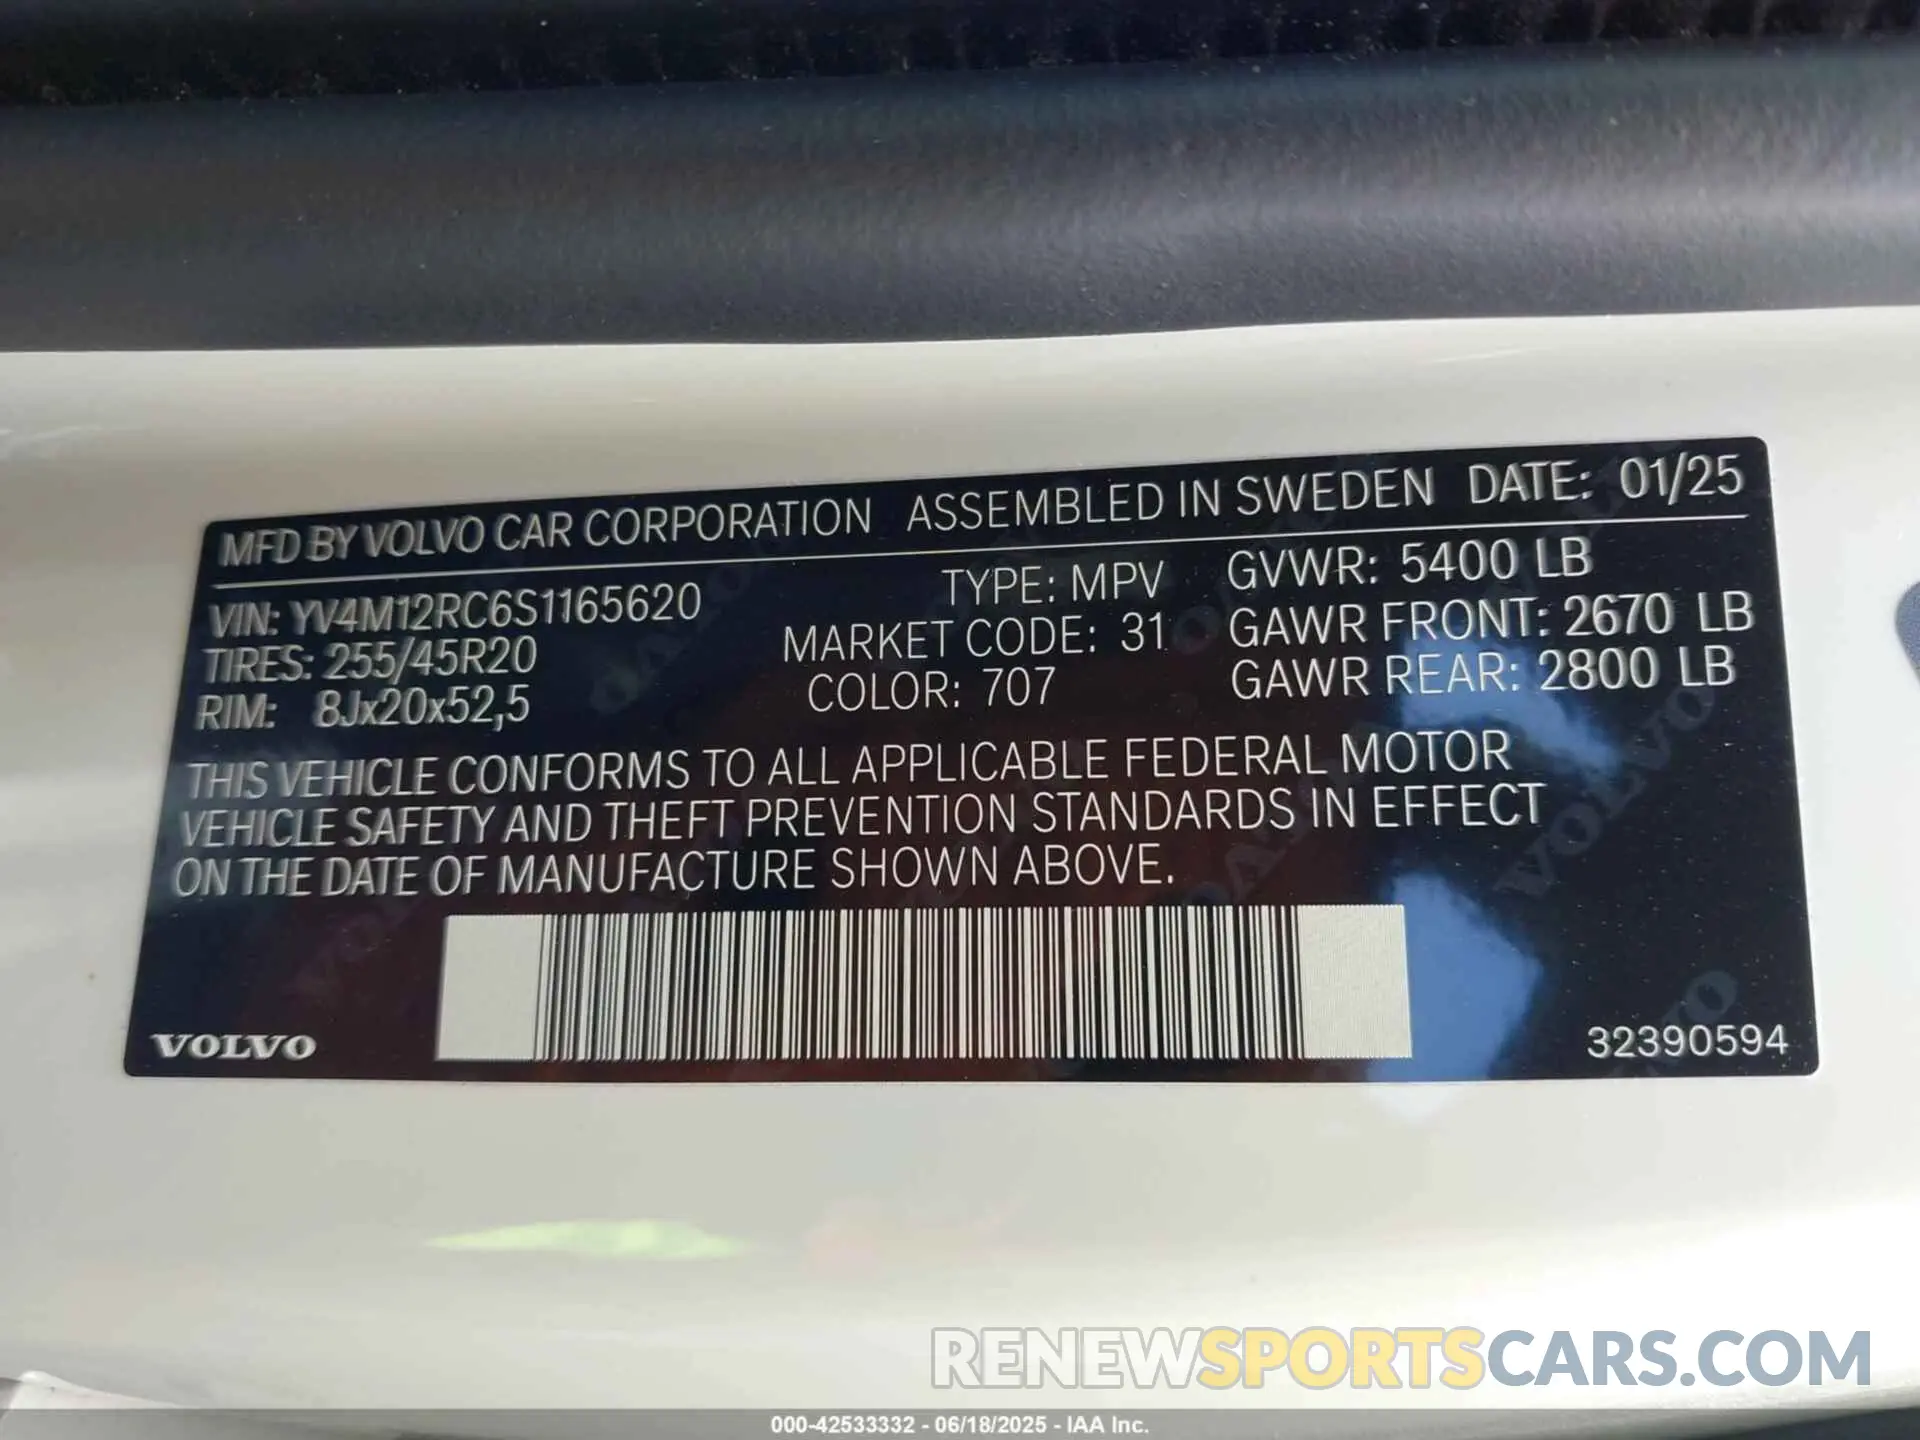 MFD BY VOLVO CAR CORPORATION ASSEMBLED IN SWEDEN DATE: 01/25
VIN: YV4M12RC6S1165620 TYPE: MPV GVWR: 5400 LB
TIRES: 255/45R20 MARKET CODE: 31 GAWR FRONT: 2670 LB
RIM: 8Jx20x52,5 COLOR: 707 GAWR REAR: 2800 LB
THIS VEHICLE CONFORMS TO ALL APPLICABLE FEDERAL MOTOR
VEHICLE SAFETY AND THEFT PREVENTION STANDARDS IN EFFECT
ON THE DATE OF MANUFACTURE SHOWN ABOVE.
VOLVO 32390594
RENEWSPORTSCARS.COM
000-42533332 - 06/18/2025 - IAA Inc.